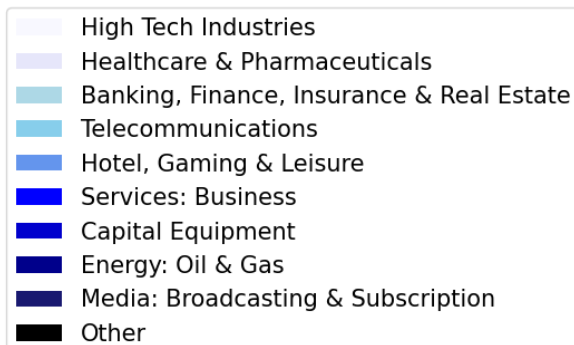 High Tech Industries
Healthcare & Pharmaceuticals
Banking, Finance, Insurance & Real Estate
Telecommunications
Hotel, Gaming & Leisure
Services: Business
Capital Equipment
Energy: Oil & Gas
Media: Broadcasting & Subscription
Other